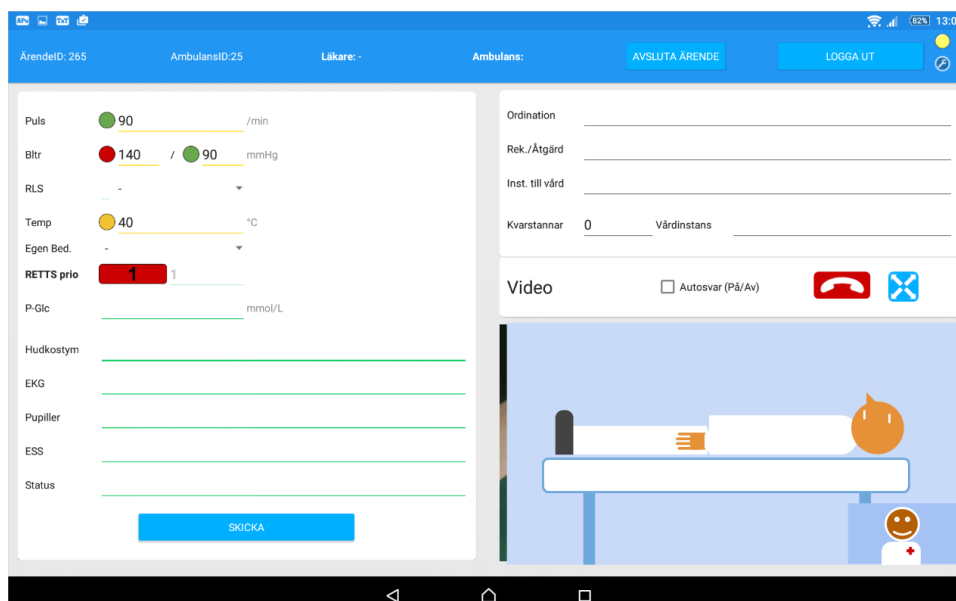 82% 13:0
ÄrendeID: 265 AmbulansID:25 Läkare: - Ambulans: AVSLUTA ÄRENDE LOGGA UT
Puls 90 /min
Bltr 140 / 90 mmHg
RLS -
Temp 40 °C
Egen Bed. -
RETTS prio 1 1
P-Glc mmol/L
Hudkostym
EKG
Pupiller
ESS
Status
SKICKA
Ordination
Rek./Åtgärd
Inst. till vård
Kvarstannar 0 Vårdinstans
Video Autosvar (På/Av)